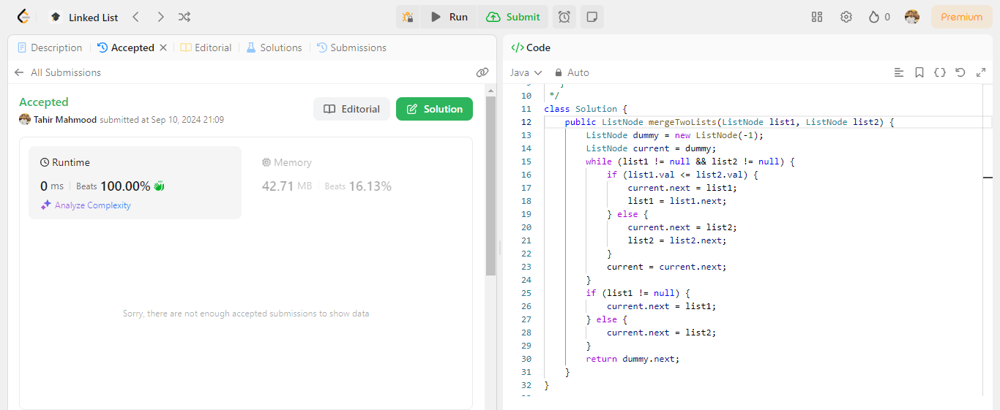 Linked List
Run
Submit
0
Premium
Description
Accepted
Editorial
Solutions
Submissions
All Submissions
Accepted
Tahir Mahmood submitted at Sep 10, 2024 21:09
Editorial
Solution
Runtime
0 ms
Beats 100.00%
Analyze Complexity
Memory
42.71 MB
Beats 16.13%
Sorry, there are not enough accepted submissions to show data
</> Code
Java
Auto
10 */
11 class Solution {
12 public ListNode mergeTwoLists(ListNode list1, ListNode list2) {
13 ListNode dummy = new ListNode(-1);
14 ListNode current = dummy;
15 while (list1 != null && list2 != null) {
16 if (list1.val <= list2.val) {
17 current.next = list1;
18 list1 = list1.next;
19 } else {
20 current.next = list2;
21 list2 = list2.next;
22 }
23 current = current.next;
24 }
25 if (list1 != null) {
26 current.next = list1;
27 } else {
28 current.next = list2;
29 }
30 return dummy.next;
31 }
32 }